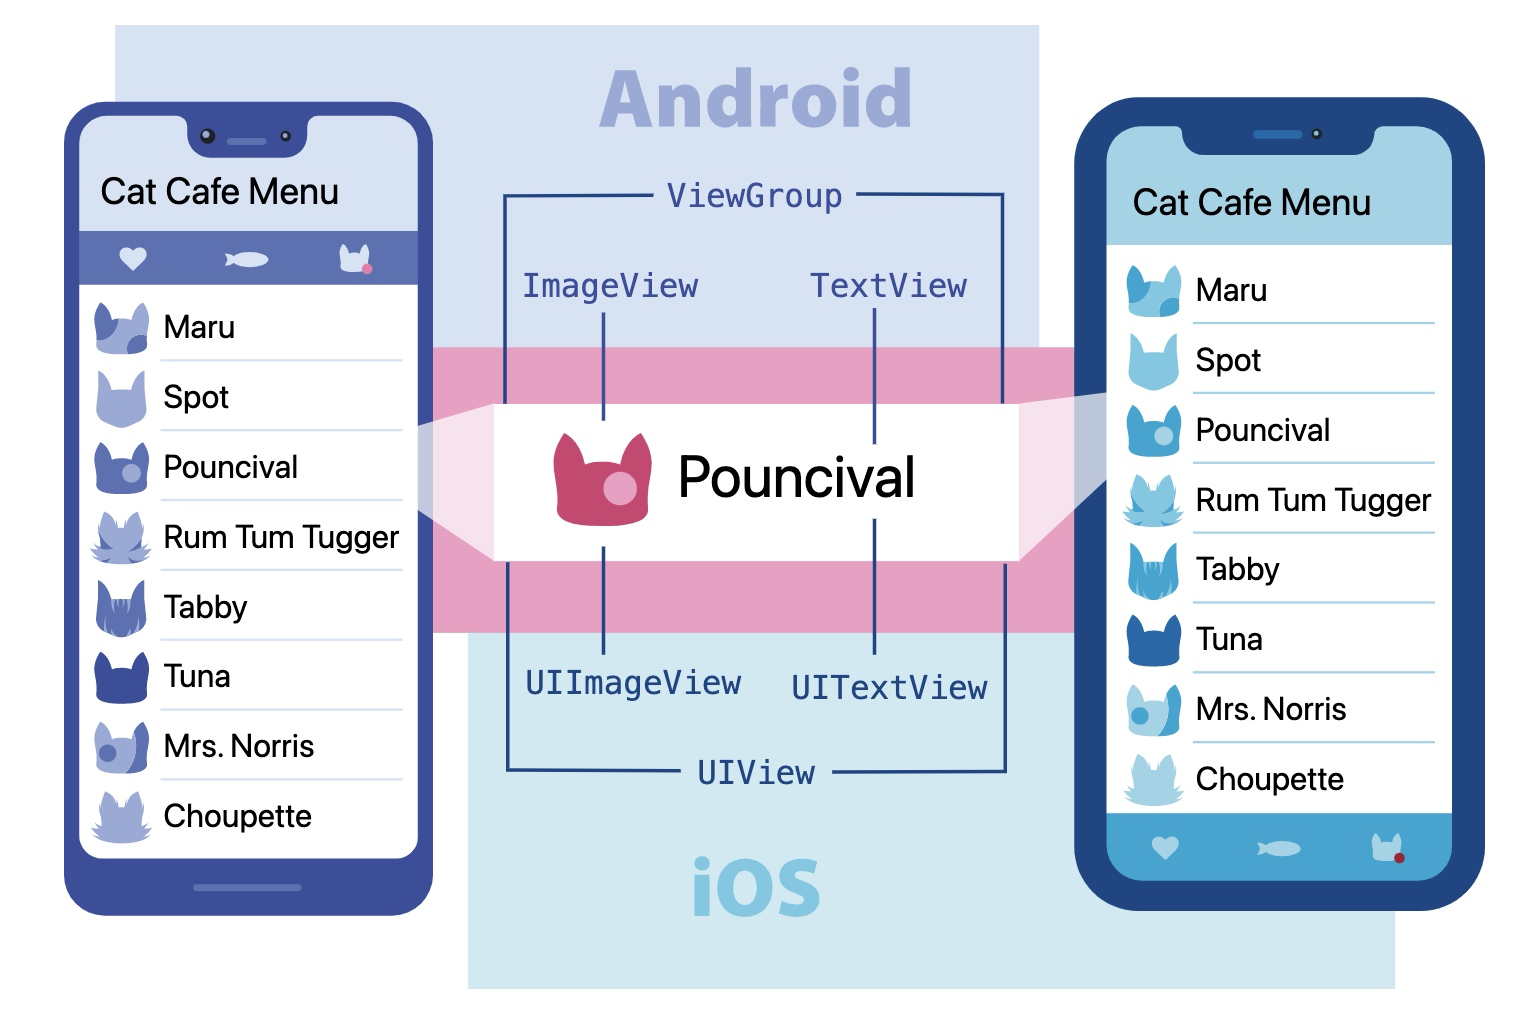 Android
Cat Cafe Menu
Maru
Spot
Pouncival
Rum Tum Tugger
Tabby
Tuna
Mrs. Norris
Choupette
ViewGroup
ImageView TextView
Pouncival
UIImageView UITextView
UIView
iOS
Cat Cafe Menu
Maru
Spot
Pouncival
Rum Tum Tugger
Tabby
Tuna
Mrs. Norris
Choupette